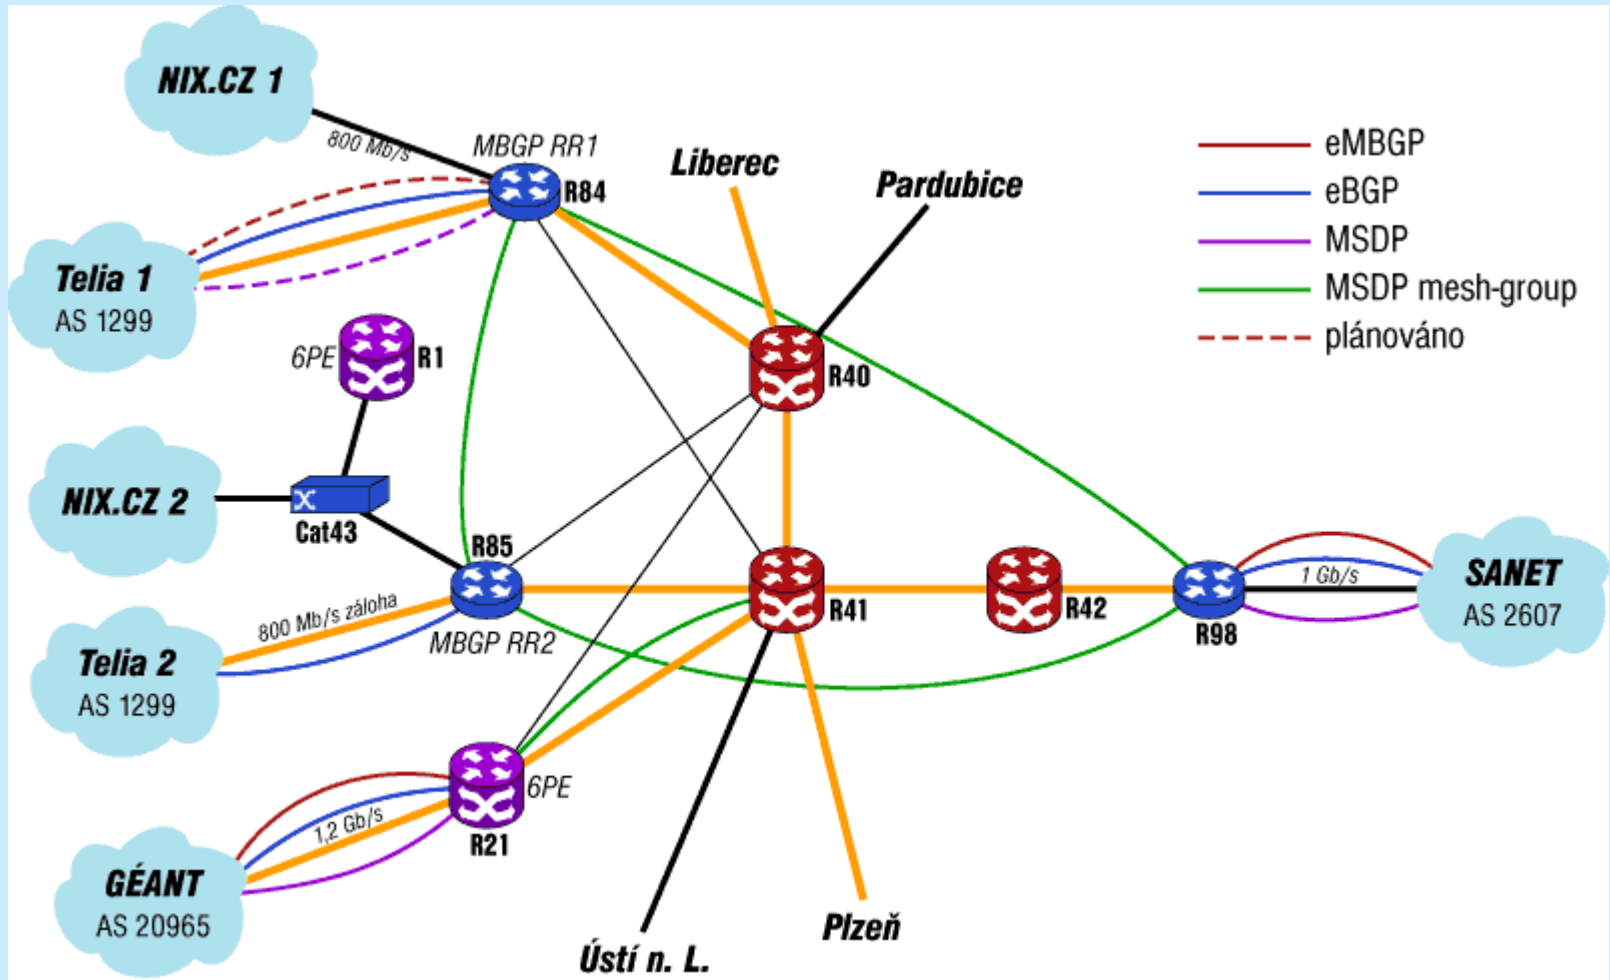 NIX.CZ 1
800 Mb/s
MBGP RR1
R84
Liberec
Pardubice
eMBGP
eBGP
MSDP
MSDP mesh-group
plánováno
Telia 1
AS 1299
6PE
R1
R40
NIX.CZ 2
Cat43
R85
MBGP RR2
800 Mb/s záloha
Telia 2
AS 1299
R41
R42
R98
1 Gb/s
SANET
AS 2607
6PE
R21
1,2 Gb/s
GÉANT
AS 20965
Plzeň
Ústí n. L.